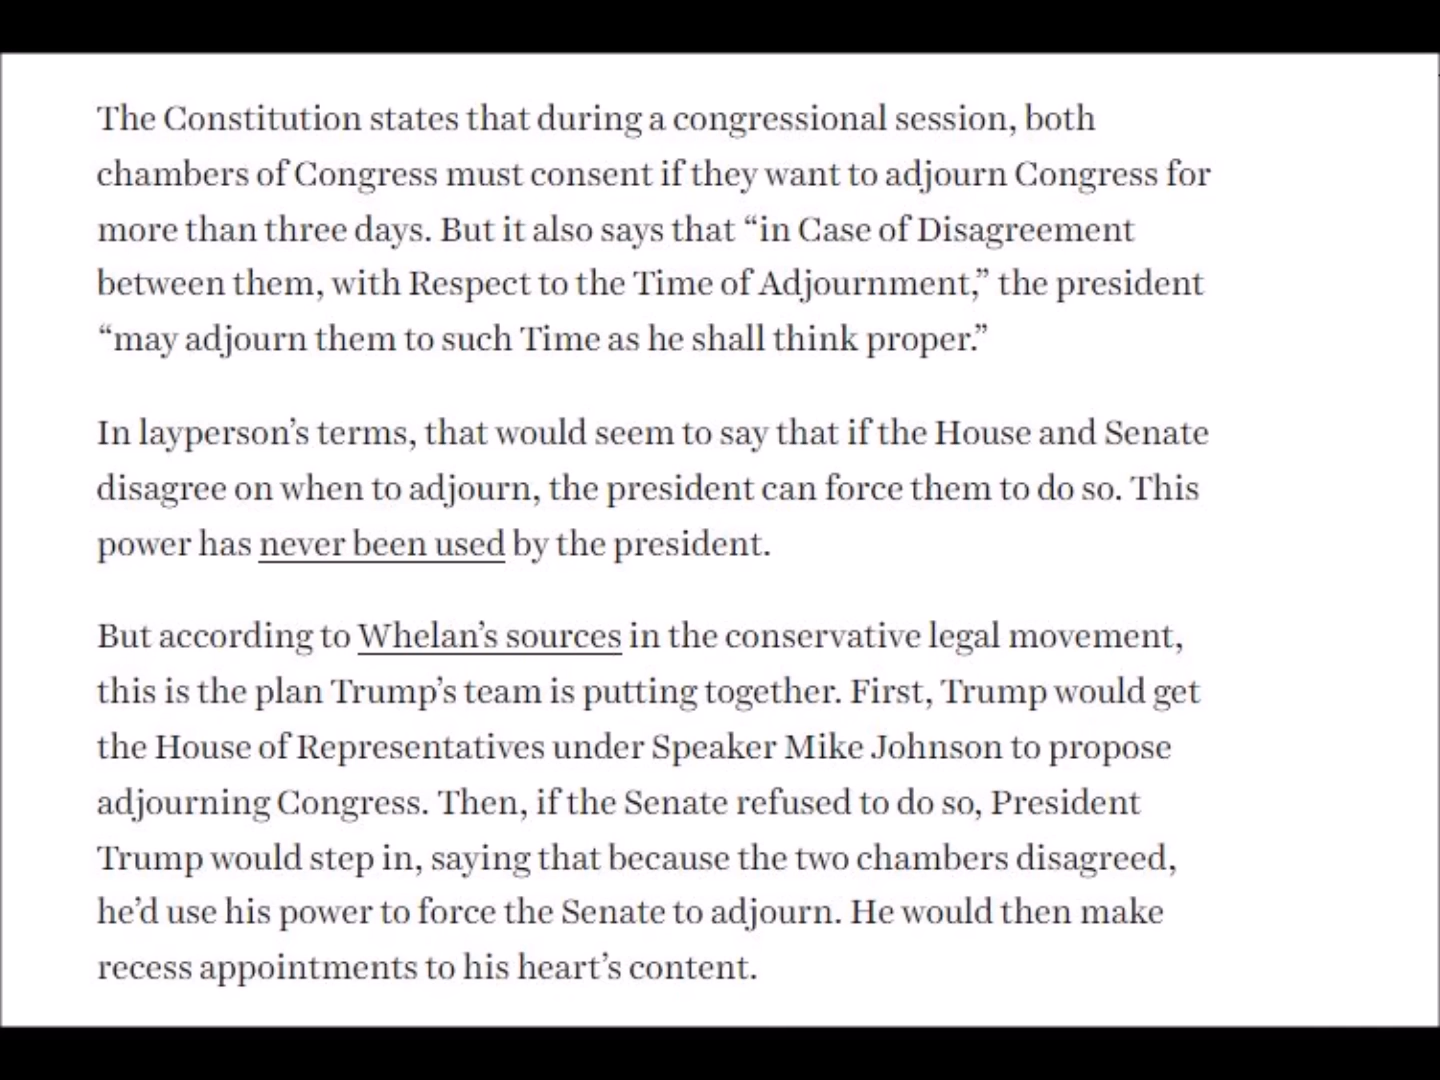 The Constitution states that during a congressional session, both
chambers of Congress must consent if they want to adjourn Congress for
more than three days. But it also says that “in Case of Disagreement
between them, with Respect to the Time of Adjournment,” the president
“may adjourn them to such Time as he shall think proper.”
In layperson’s terms, that would seem to say that if the House and Senate
disagree on when to adjourn, the president can force them to do so. This
power has never been used by the president.
But according to Whelan’s sources in the conservative legal movement,
this is the plan Trump’s team is putting together. First, Trump would get
the House of Representatives under Speaker Mike Johnson to propose
adjourning Congress. Then, if the Senate refused to do so, President
Trump would step in, saying that because the two chambers disagreed,
he’d use his power to force the Senate to adjourn. He would then make
recess appointments to his heart’s content.